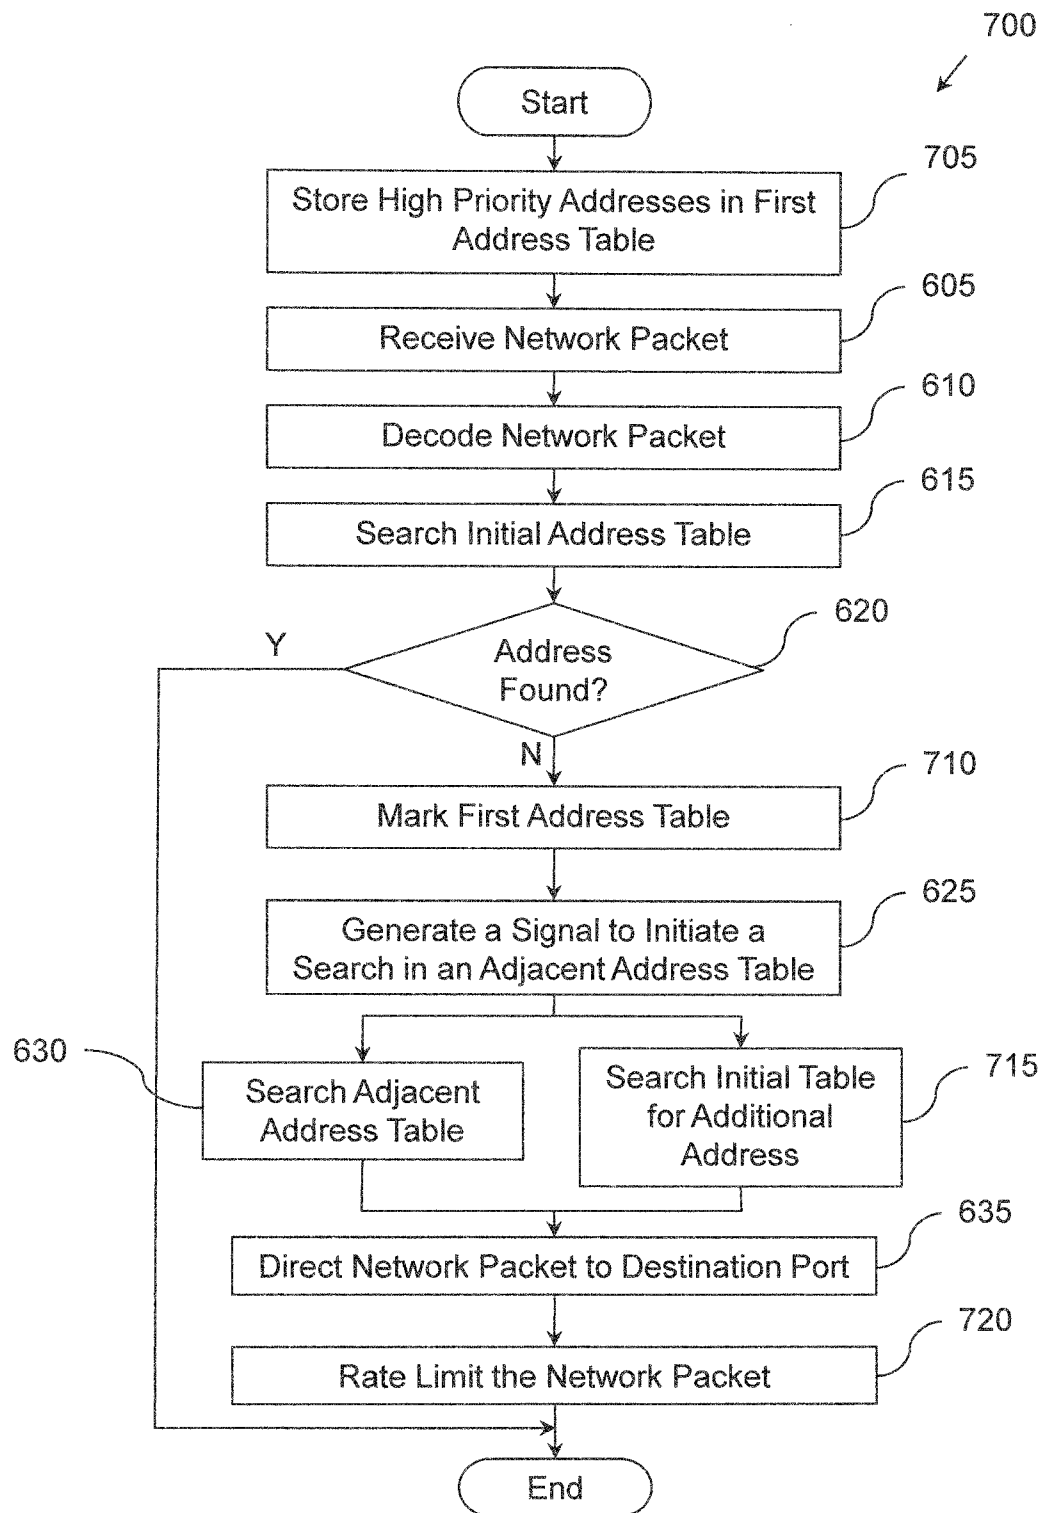 700
Start
705
Store High Priority Addresses in First
Address Table
605
Receive Network Packet
610
Decode Network Packet
615
Search Initial Address Table
620
Address
Found?
Y
N
710
Mark First Address Table
625
Generate a Signal to Initiate a
Search in an Adjacent Address Table
630
Search Adjacent
Address Table
715
Search Initial Table
for Additional
Address
635
Direct Network Packet to Destination Port
720
Rate Limit the Network Packet
End